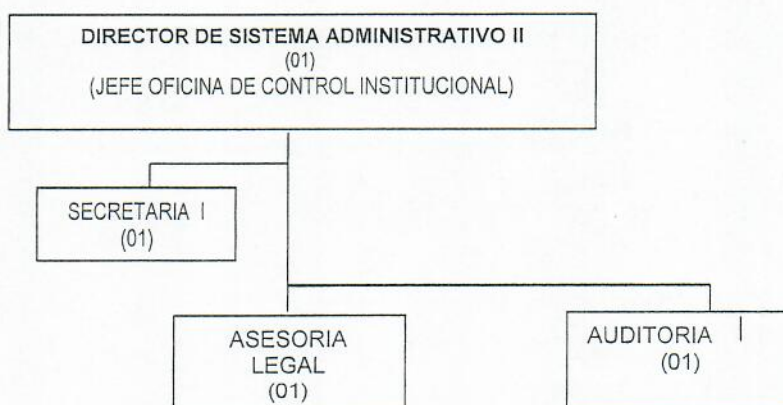 DIRECTOR DE SISTEMA ADMINISTRATIVO II
(01)
(JEFE OFICINA DE CONTROL INSTITUCIONAL)
SECRETARIA I
(01)
ASESORIA
LEGAL
(01)
AUDITORIA I
(01)